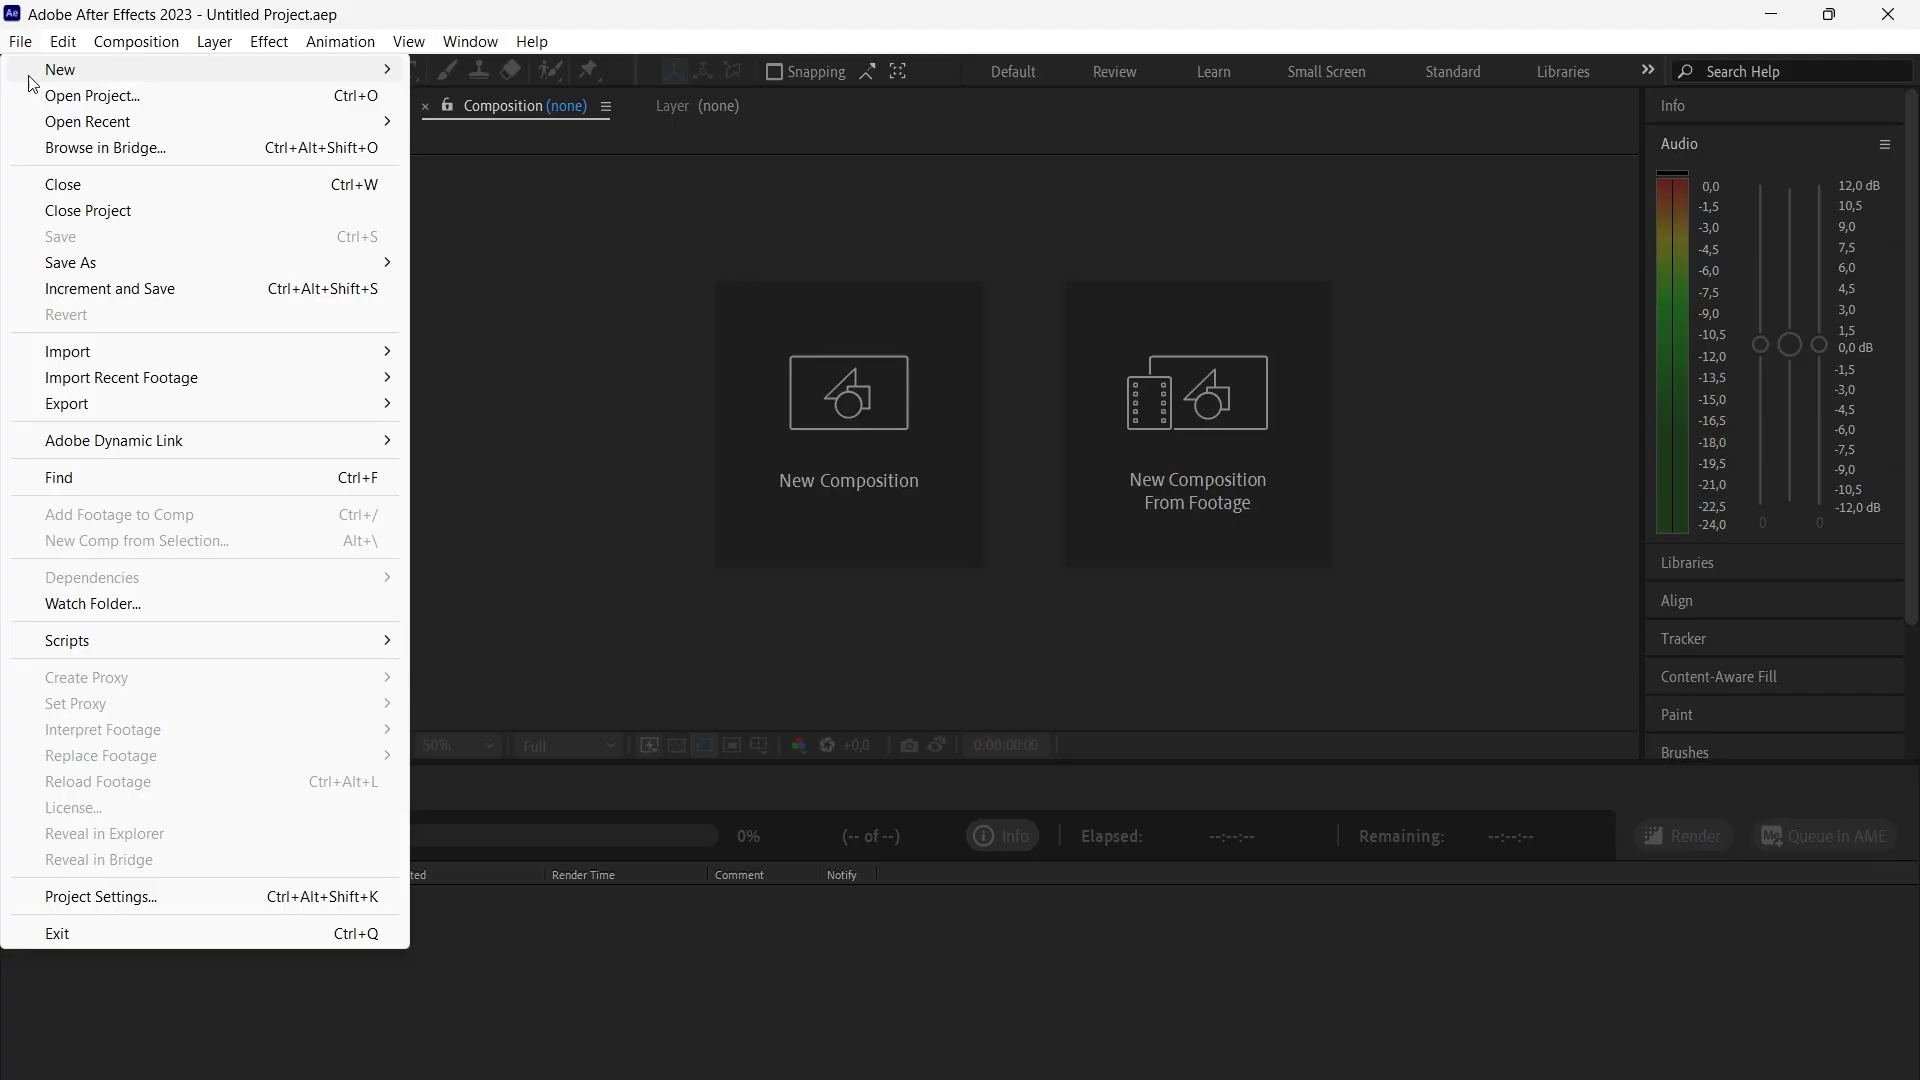 Ae Adobe After Effects 2023 - Untitled Project.aep
File Edit Composition Layer Effect Animation View Window Help
New
Open Project... Ctrl+O
Open Recent
Browse in Bridge... Ctrl+Alt+Shift+O
Close Ctrl+W
Close Project
Save Ctrl+S
Save As
Increment and Save Ctrl+Alt+Shift+S
Revert
Import
Import Recent Footage
Export
Adobe Dynamic Link
Find Ctrl+F
Add Footage to Comp Ctrl+/
New Comp from Selection... Alt+\
Dependencies
Watch Folder...
Scripts
Create Proxy
Set Proxy
Interpret Footage
Replace Footage
Reload Footage Ctrl+Alt+L
License...
Reveal in Explorer
Reveal in Bridge
Project Settings... Ctrl+Alt+Shift+K
Exit Ctrl+Q
Snapping Default Review Learn Small Screen Standard Libraries Search Help
Composition (none) Layer (none)
New Composition
New Composition
From Footage
50% Full +0,0 0:00:00:00
Info
Audio
0,0
-1,5
-3,0
-4,5
-6,0
-7,5
-9,0
-10,5
-12,0
-13,5
-15,0
-16,5
-18,0
-19,5
-21,0
-22,5
-24,0
0 0
12,0 dB
10,5
9,0
7,5
6,0
4,5
3,0
1,5
0,0 dB
-1,5
-3,0
-4,5
-6,0
-7,5
-9,0
-10,5
-12,0 dB
Libraries
Align
Tracker
Content-Aware Fill
Paint
Brushes
0% (-- of --) Info Elapsed: --:--:-- Remaining: --:--:-- Render Me Queue in AME
ted Render Time Comment Notify